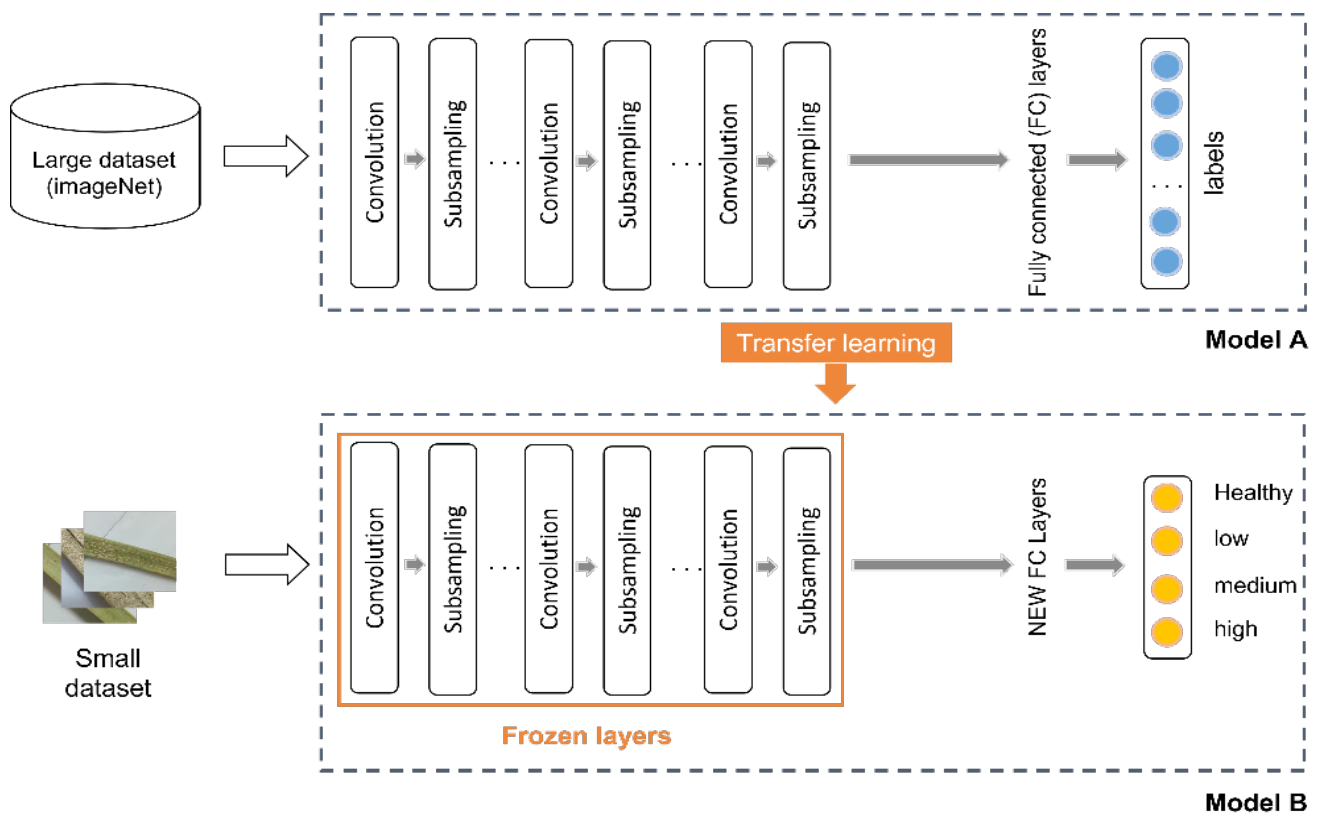 Large dataset
(imageNet)
Convolution
Subsampling
. . .
Convolution
Subsampling
. . .
Convolution
Subsampling
Fully connected (FC) layers
. . .
labels
Model A
Transfer learning
Small
dataset
Convolution
Subsampling
. . .
Convolution
Subsampling
. . .
Convolution
Subsampling
Frozen layers
NEW FC Layers
Healthy
low
medium
high
Model B